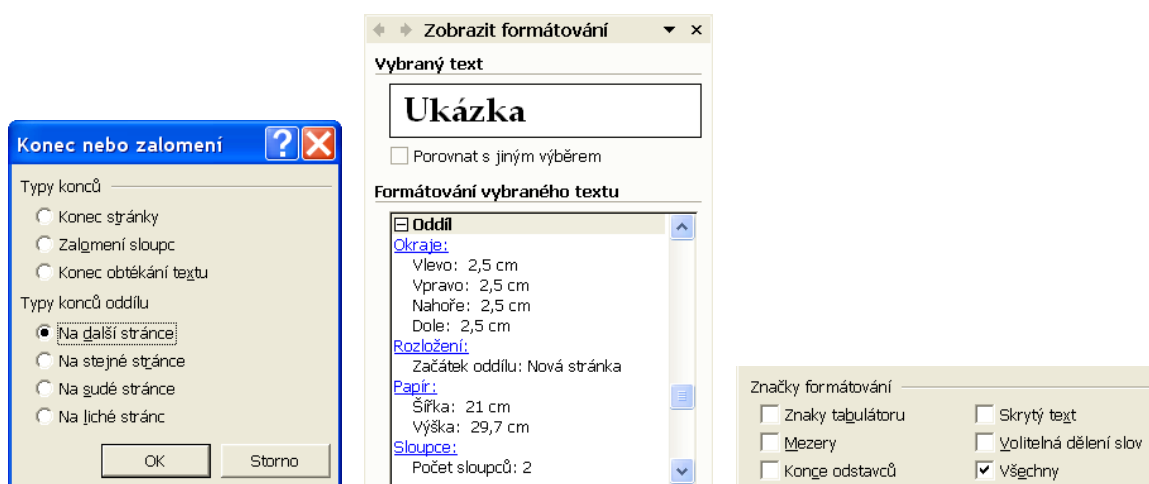 Konec nebo zalomení
Typy konců
Konec stránky
Zalomení sloupc
Konec obtékání textu
Typy konců oddílu
Na další stránce
Na stejné stránce
Na sudé stránce
Na liché stránc
OK Storno
Zobrazit formátování
Vybraný text
Ukázka
Porovnat s jiným výběrem
Formátování vybraného textu
Oddíl
Okraje:
Vlevo: 2,5 cm
Vpravo: 2,5 cm
Nahoře: 2,5 cm
Dole: 2,5 cm
Rozložení:
Začátek oddílu: Nová stránka
Papír:
Šířka: 21 cm
Výška: 29,7 cm
Sloupce:
Počet sloupců: 2
Značky formátování
Znaky tabulátoru Skrytý text
Mezery Volitelná dělení slov
Konce odstavců Všechny